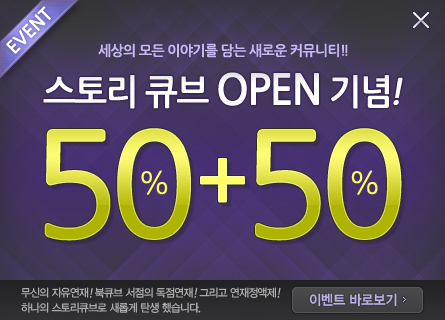 EVENT
세상의 모든 이야기를 담는 새로운 커뮤니티!!
스토리 큐브 OPEN 기념!
50%+50%
무신의 자유연재! 북큐브 서점의 독점연재! 그리고 연재정액제!
하나의 스토리큐브로 새롭게 탄생 했습니다.
이벤트 바로보기 >